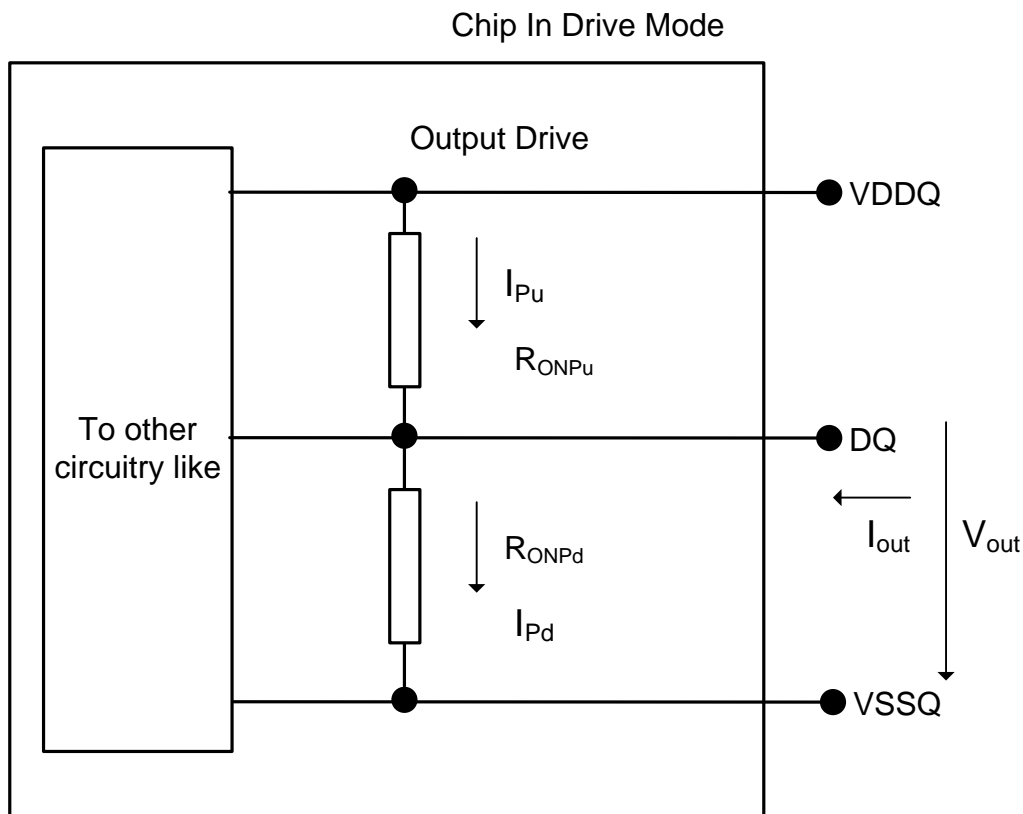 Chip In Drive Mode
Output Drive
VDDQ
I_Pu
R_ONPu
To other
circuitry like
DQ
I_out
V_out
R_ONPd
I_Pd
VSSQ